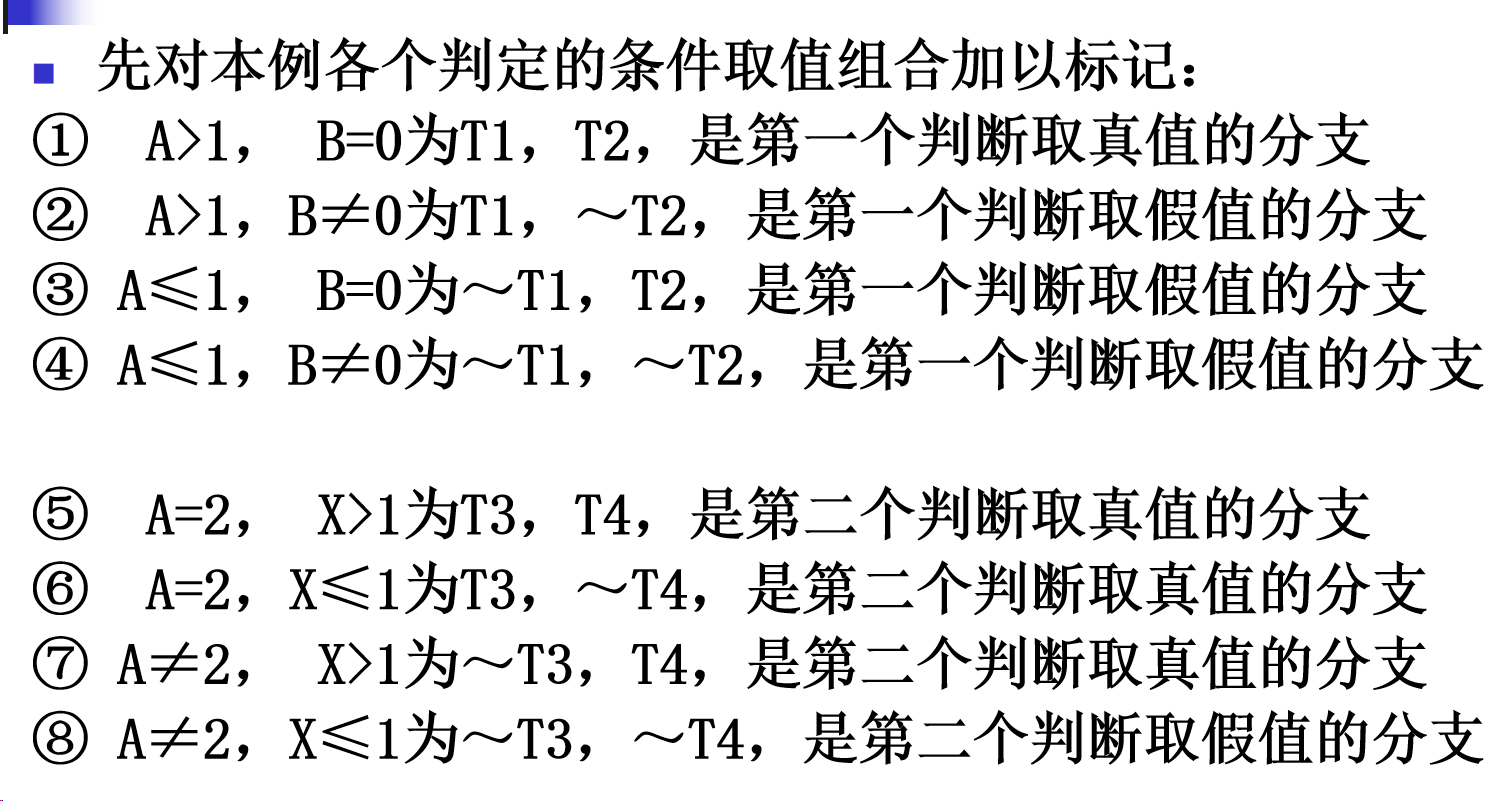 先对本例各个判定的条件取值组合加以标记：
① A>1， B=0为T1，T2，是第一个判断取真值的分支
② A>1，B≠0为T1，～T2，是第一个判断取假值的分支
③ A≤1， B=0为～T1，T2，是第一个判断取假值的分支
④ A≤1，B≠0为～T1，～T2，是第一个判断取假值的分支
⑤ A=2， X>1为T3，T4，是第二个判断取真值的分支
⑥ A=2，X≤1为T3，～T4，是第二个判断取真值的分支
⑦ A≠2， X>1为～T3，T4，是第二个判断取真值的分支
⑧ A≠2，X≤1为～T3，～T4，是第二个判断取假值的分支